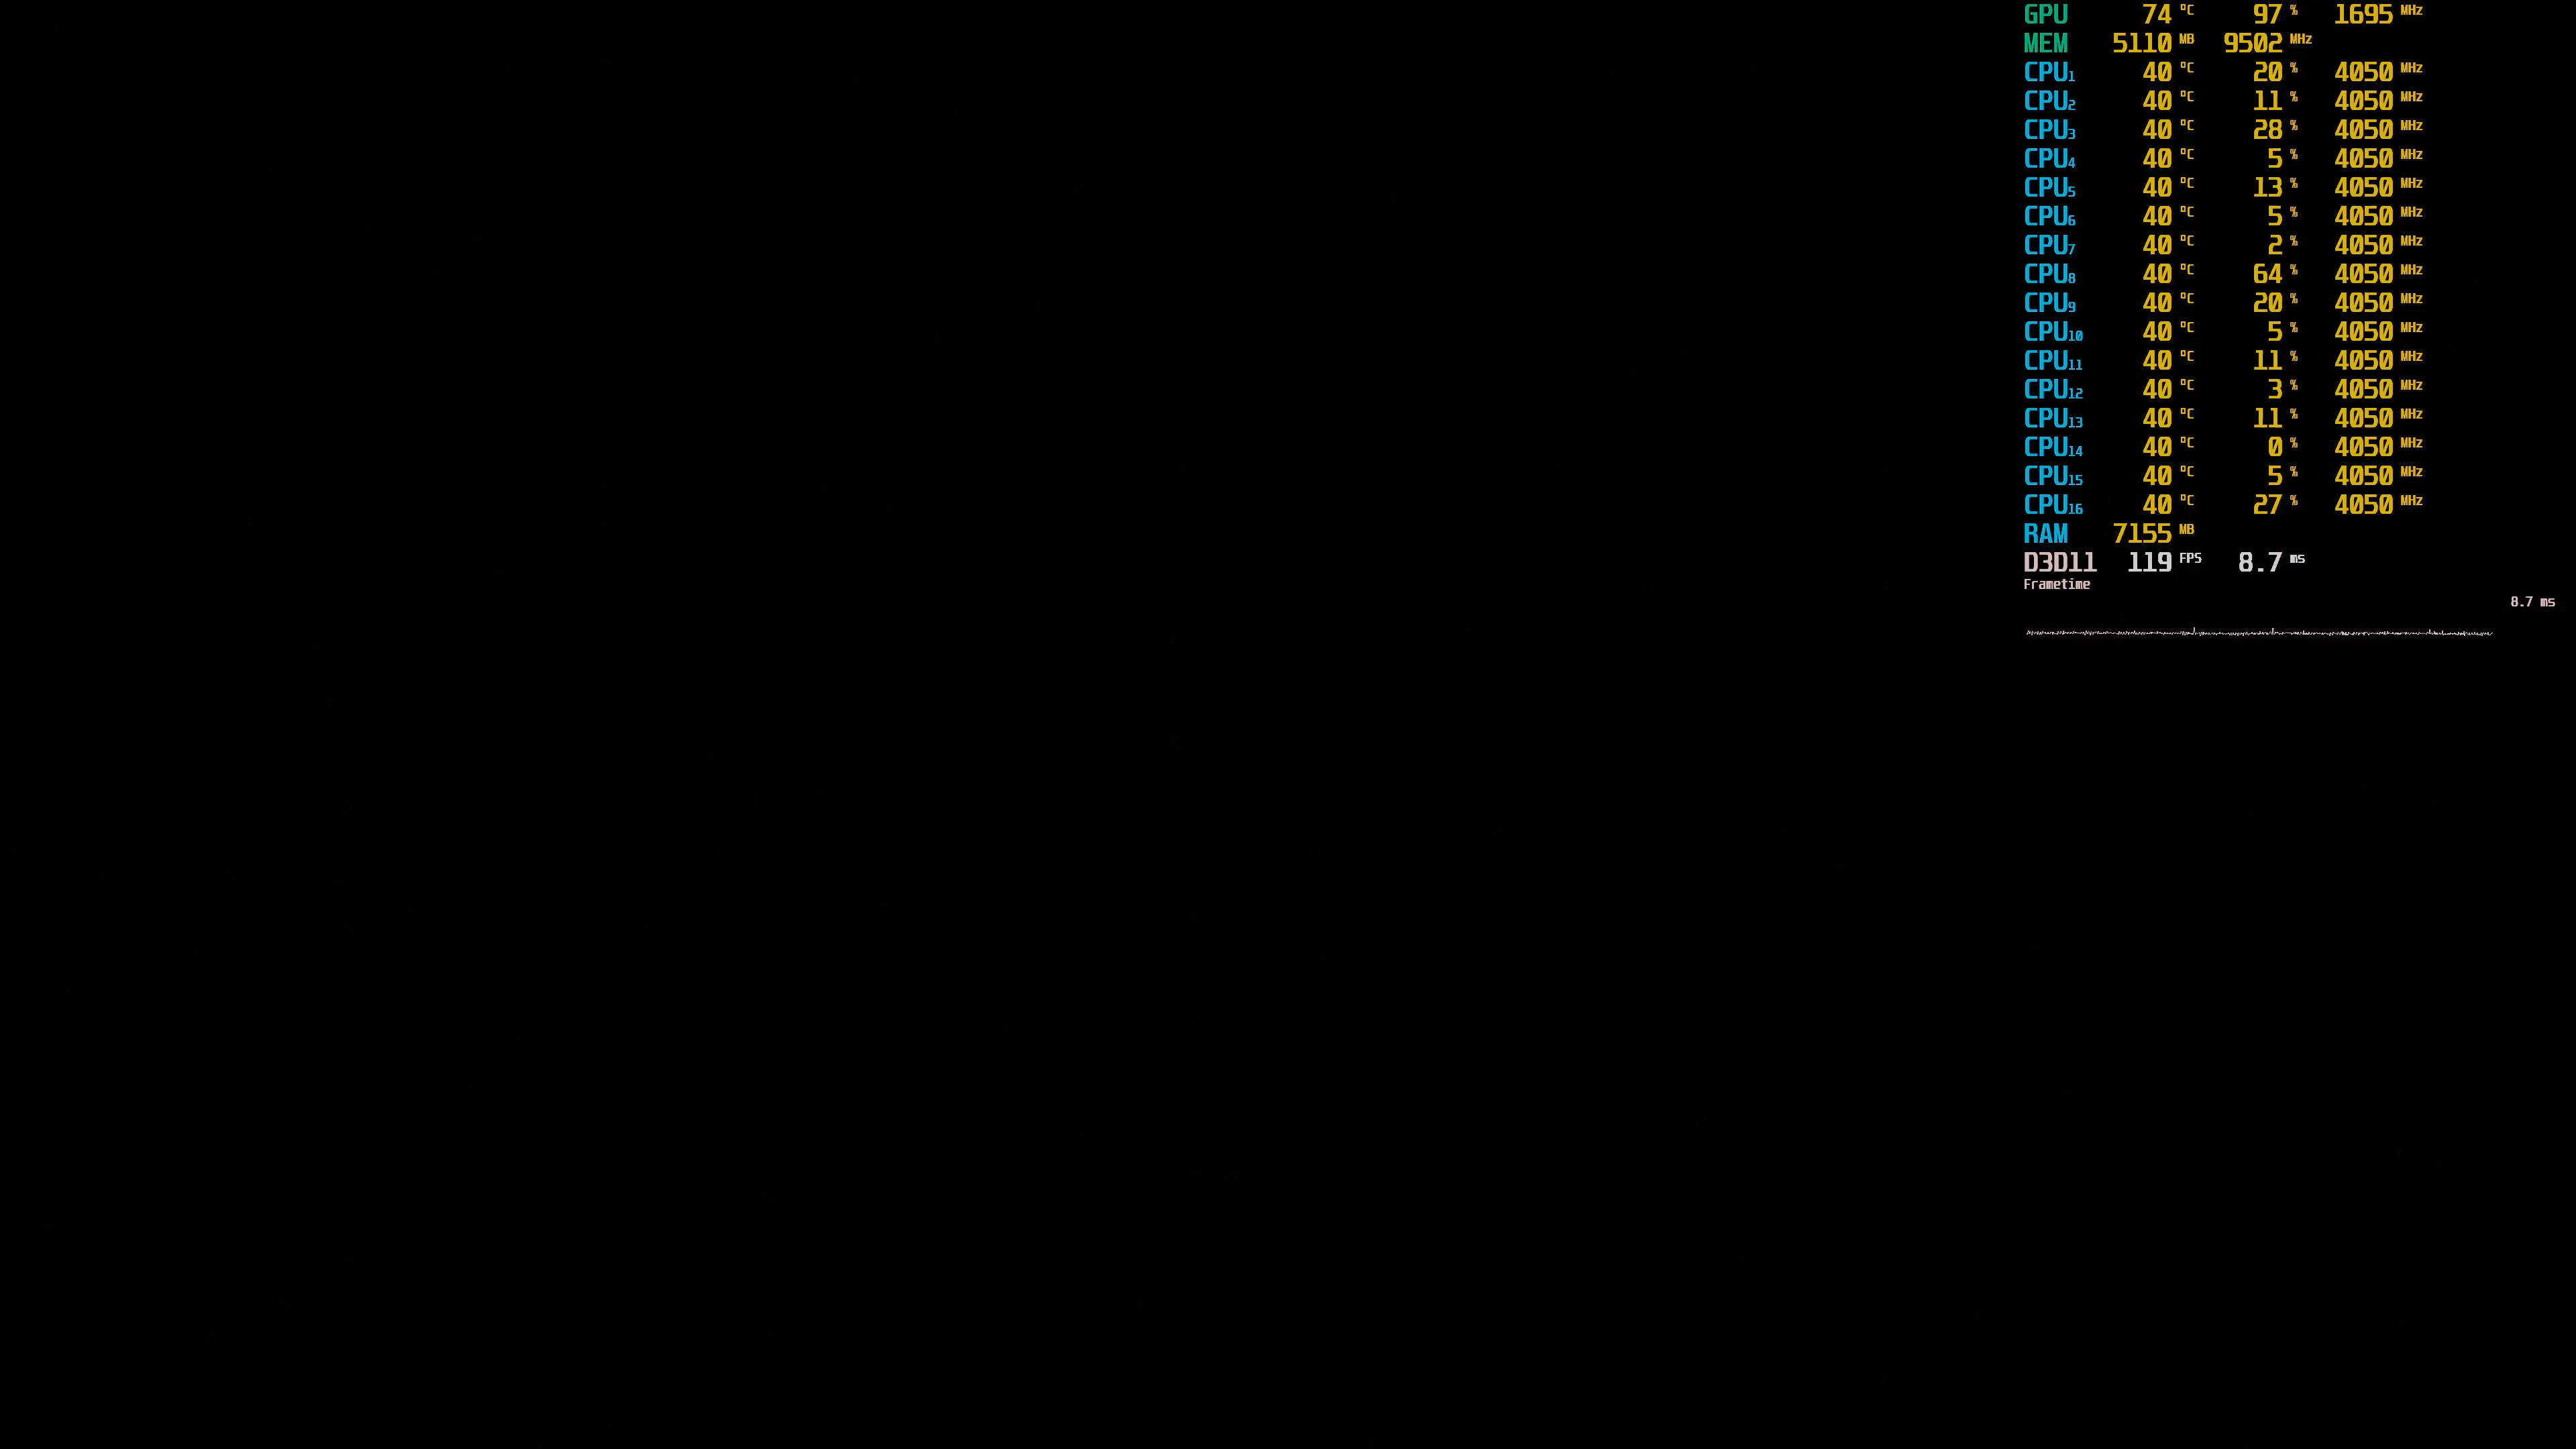 GPU 74 °C 97 % 1695 MHz
MEM 5110 MB 9502 MHz
CPU1 40 °C 20 % 4050 MHz
CPU2 40 °C 11 % 4050 MHz
CPU3 40 °C 28 % 4050 MHz
CPU4 40 °C 5 % 4050 MHz
CPU5 40 °C 13 % 4050 MHz
CPU6 40 °C 5 % 4050 MHz
CPU7 40 °C 2 % 4050 MHz
CPU8 40 °C 64 % 4050 MHz
CPU9 40 °C 20 % 4050 MHz
CPU10 40 °C 5 % 4050 MHz
CPU11 40 °C 11 % 4050 MHz
CPU12 40 °C 3 % 4050 MHz
CPU13 40 °C 11 % 4050 MHz
CPU14 40 °C 0 % 4050 MHz
CPU15 40 °C 5 % 4050 MHz
CPU16 40 °C 27 % 4050 MHz
RAM 7155 MB
D3D11 119 FPS 8.7 ms
Frametime
8.7 ms